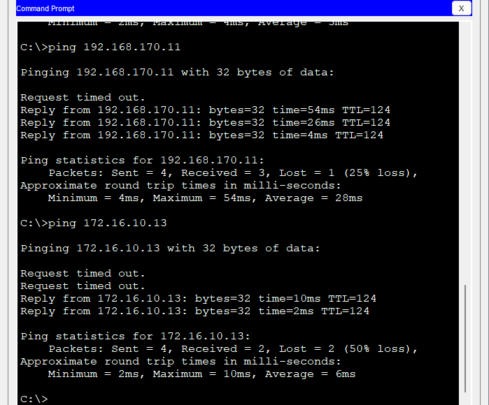 Command Prompt
X
Minimum = 2ms, Maximum = 4ms, Average = 3ms
C:\>ping 192.168.170.11
Pinging 192.168.170.11 with 32 bytes of data:
Request timed out.
Reply from 192.168.170.11: bytes=32 time=54ms TTL=124
Reply from 192.168.170.11: bytes=32 time=26ms TTL=124
Reply from 192.168.170.11: bytes=32 time=4ms TTL=124
Ping statistics for 192.168.170.11:
Packets: Sent = 4, Received = 3, Lost = 1 (25% loss),
Approximate round trip times in milli-seconds:
Minimum = 4ms, Maximum = 54ms, Average = 28ms
C:\>ping 172.16.10.13
Pinging 172.16.10.13 with 32 bytes of data:
Request timed out.
Request timed out.
Reply from 172.16.10.13: bytes=32 time=10ms TTL=124
Reply from 172.16.10.13: bytes=32 time=2ms TTL=124
Ping statistics for 172.16.10.13:
Packets: Sent = 4, Received = 2, Lost = 2 (50% loss),
Approximate round trip times in milli-seconds:
Minimum = 2ms, Maximum = 10ms, Average = 6ms
C:\>